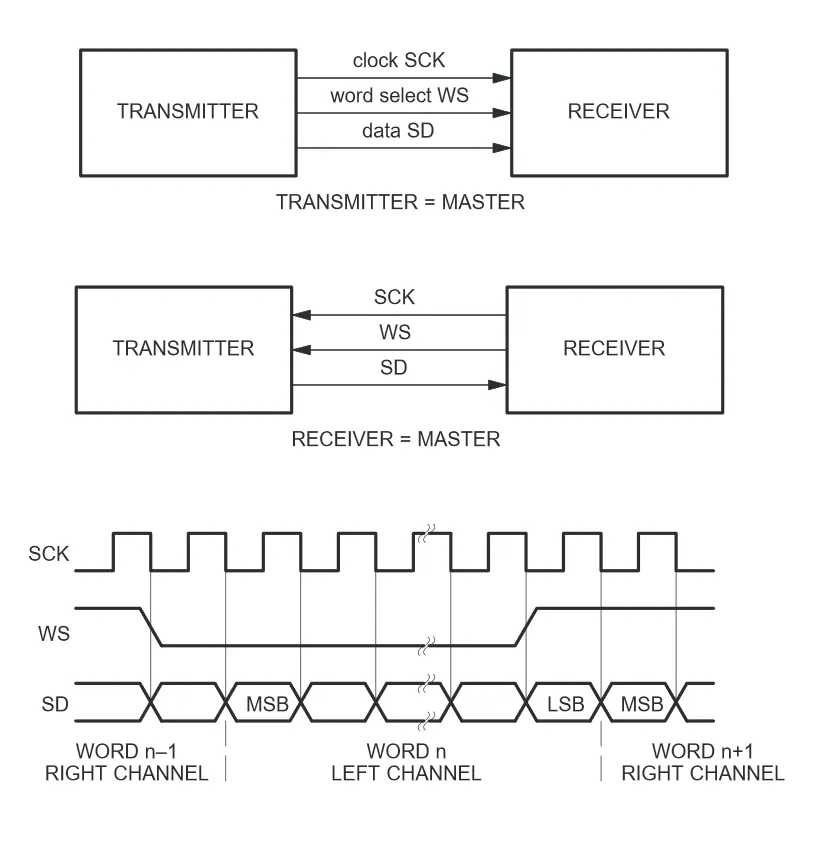 clock SCK
word select WS
data SD
TRANSMITTER
RECEIVER
TRANSMITTER = MASTER
SCK
WS
SD
TRANSMITTER
RECEIVER
RECEIVER = MASTER
SCK
WS
SD
MSB
LSB
MSB
WORD n–1
RIGHT CHANNEL
WORD n
LEFT CHANNEL
WORD n+1
RIGHT CHANNEL